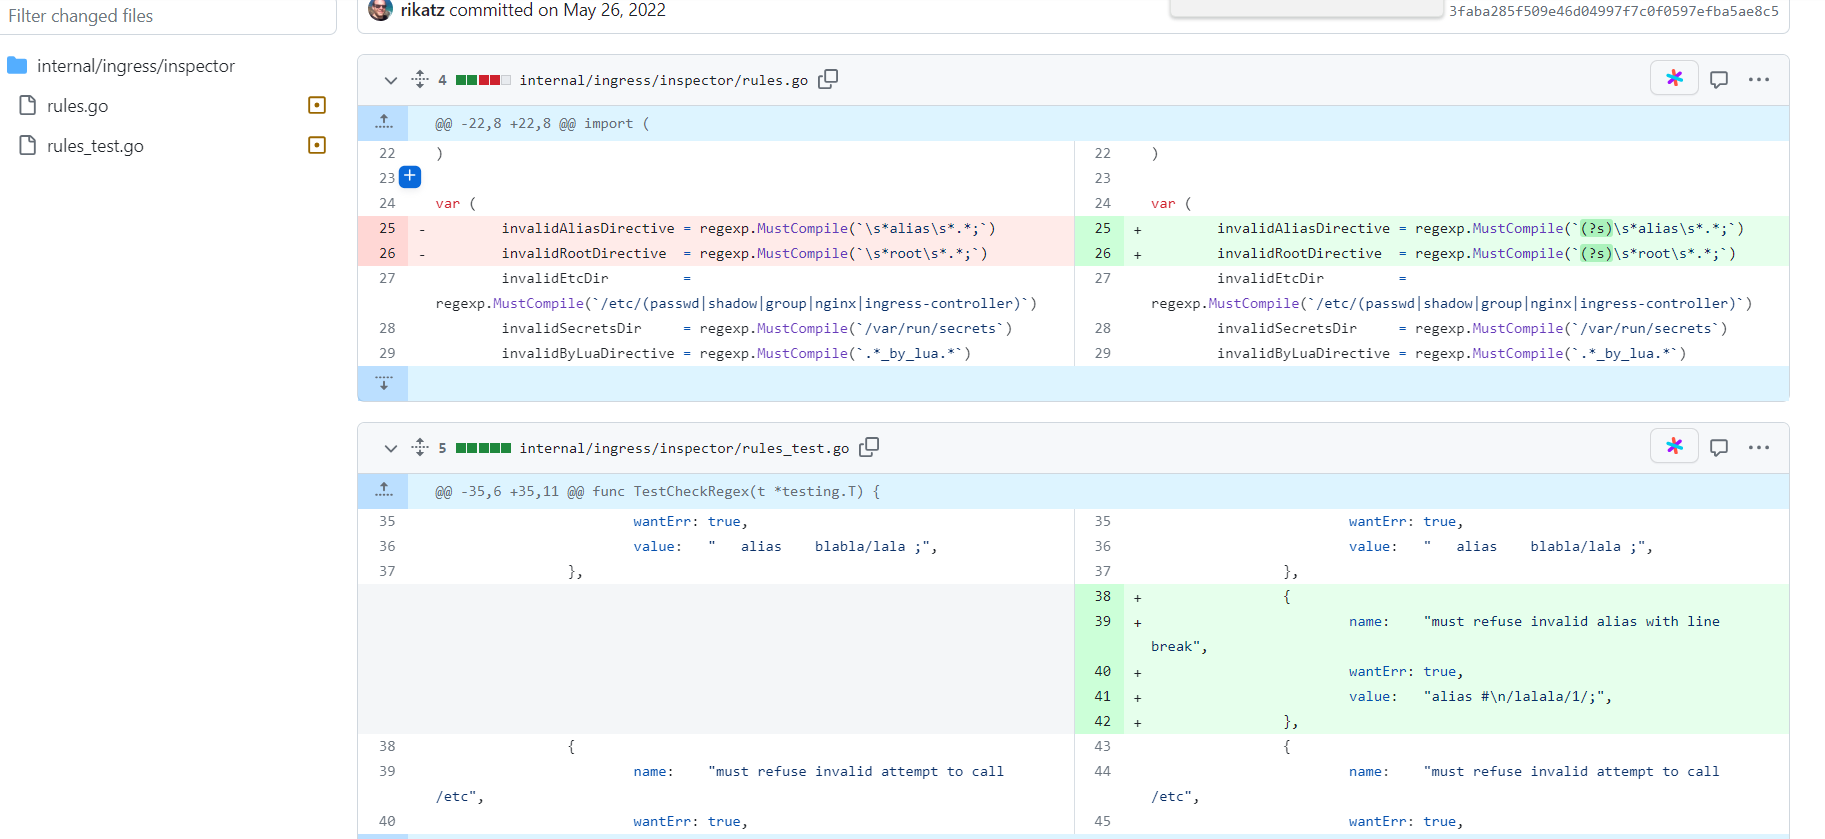 Filter changed files
internal/ingress/inspector
rules.go
rules_test.go
rikatz committed on May 26, 2022
3faba285f509e46d04997f7c0f0597efba5ae8c5
4 internal/ingress/inspector/rules.go
@@ -22,8 +22,8 @@ import (
22 )
23
24 var (
25 - invalidAliasDirective = regexp.MustCompile(`\s*alias\s*.*;`)
26 - invalidRootDirective = regexp.MustCompile(`\s*root\s*.*;`)
27 invalidEtcDir =
regexp.MustCompile(`/etc/(passwd|shadow|group|nginx|ingress-controller)`)
28 invalidSecretsDir = regexp.MustCompile(`/var/run/secrets`)
29 invalidByLuaDirective = regexp.MustCompile(`.*_by_lua.*`)
22 )
23
24 var (
25 + invalidAliasDirective = regexp.MustCompile(`(?s)\s*alias\s*.*;`)
26 + invalidRootDirective = regexp.MustCompile(`(?s)\s*root\s*.*;`)
27 invalidEtcDir =
regexp.MustCompile(`/etc/(passwd|shadow|group|nginx|ingress-controller)`)
28 invalidSecretsDir = regexp.MustCompile(`/var/run/secrets`)
29 invalidByLuaDirective = regexp.MustCompile(`.*_by_lua.*`)
5 internal/ingress/inspector/rules_test.go
@@ -35,6 +35,11 @@ func TestCheckRegex(t *testing.T) {
35 wantErr: true,
36 value: "   alias    blabla/lala ;",
37 },
38 {
39 name: "must refuse invalid attempt to call
/etc",
40 wantErr: true,
35 wantErr: true,
36 value: "   alias    blabla/lala ;",
37 },
38 + {
39 + name: "must refuse invalid alias with line
break",
40 + wantErr: true,
41 + value: "alias #\n/lalala/1/;",
42 + },
43 {
44 name: "must refuse invalid attempt to call
/etc",
45 wantErr: true,